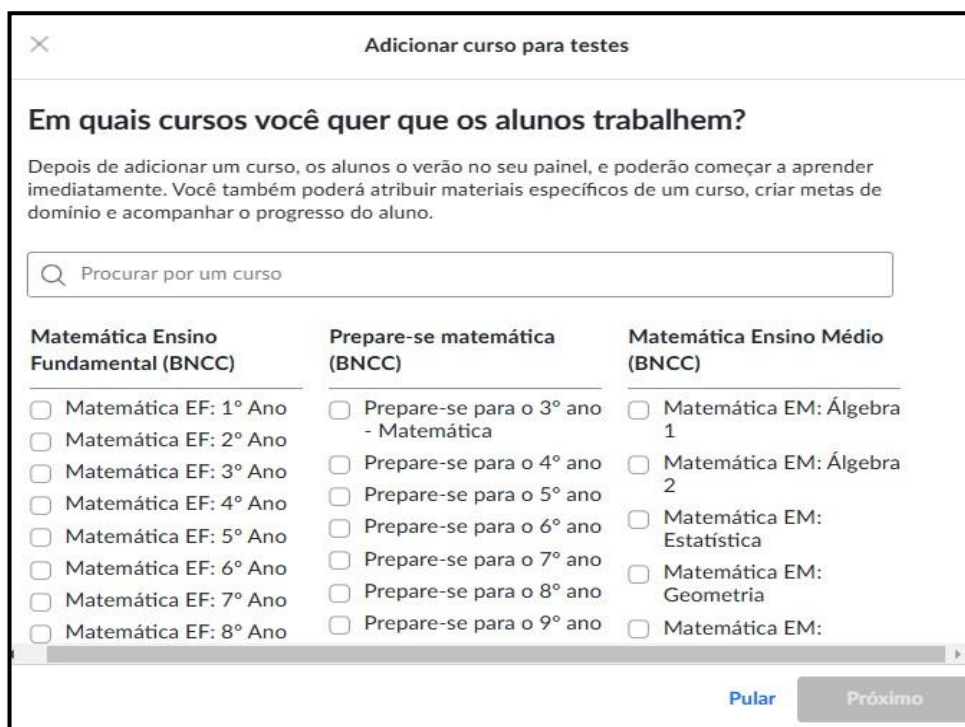 Adicionar curso para testes
Em quais cursos você quer que os alunos trabalhem?
Depois de adicionar um curso, os alunos o verão no seu painel, e poderão começar a aprender
imediatamente. Você também poderá atribuir materiais específicos de um curso, criar metas de
domínio e acompanhar o progresso do aluno.
Procurar por um curso
Matemática Ensino
Fundamental (BNCC)
Matemática EF: 1° Ano
Matemática EF: 2° Ano
Matemática EF: 3° Ano
Matemática EF: 4° Ano
Matemática EF: 5° Ano
Matemática EF: 6° Ano
Matemática EF: 7° Ano
Matemática EF: 8° Ano
Prepare-se matemática
(BNCC)
Prepare-se para o 3° ano
- Matemática
Prepare-se para o 4° ano
Prepare-se para o 5° ano
Prepare-se para o 6° ano
Prepare-se para o 7° ano
Prepare-se para o 8° ano
Prepare-se para o 9° ano
Matemática Ensino Médio
(BNCC)
Matemática EM: Álgebra
1
Matemática EM: Álgebra
2
Matemática EM:
Estatística
Matemática EM:
Geometria
Matemática EM:
Pular
Próximo